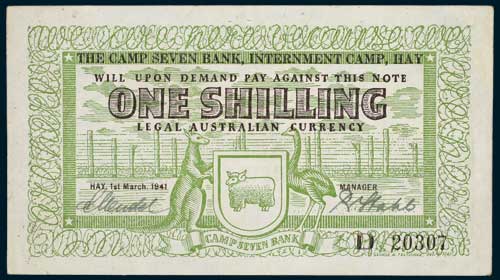 THE CAMP SEVEN BANK, INTERNMENT CAMP, HAY
WILL UPON DEMAND PAY AGAINST THIS NOTE
ONE SHILLING
LEGAL AUSTRALIAN CURRENCY
HAY, 1st March, 1941
MANAGER
CAMP SEVEN BANK
D 20307